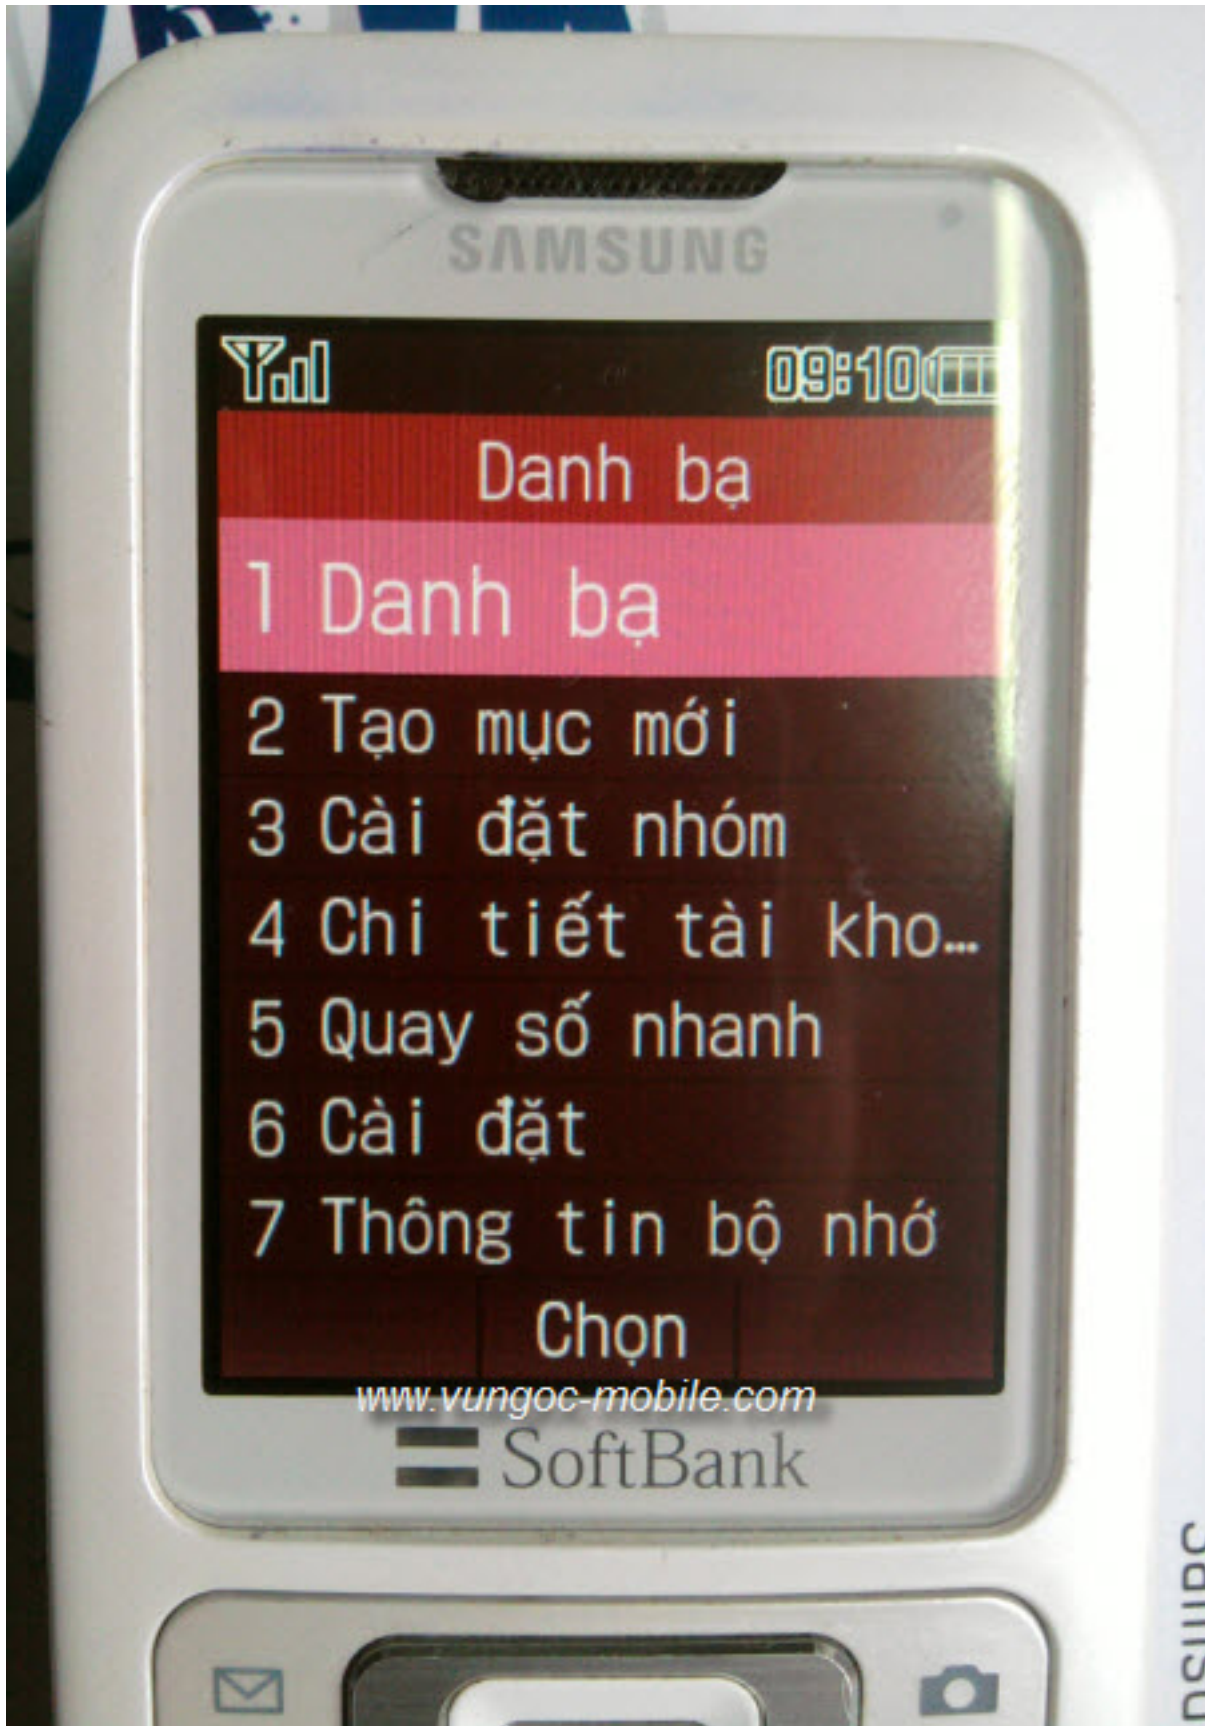 SAMSUNG
09:10
Danh bạ
1 Danh bạ
2 Tạo mục mới
3 Cài đặt nhóm
4 Chi tiết tài kho…
5 Quay số nhanh
6 Cài đặt
7 Thông tin bộ nhớ
Chọn
www.vungoc-mobile.com
SoftBank